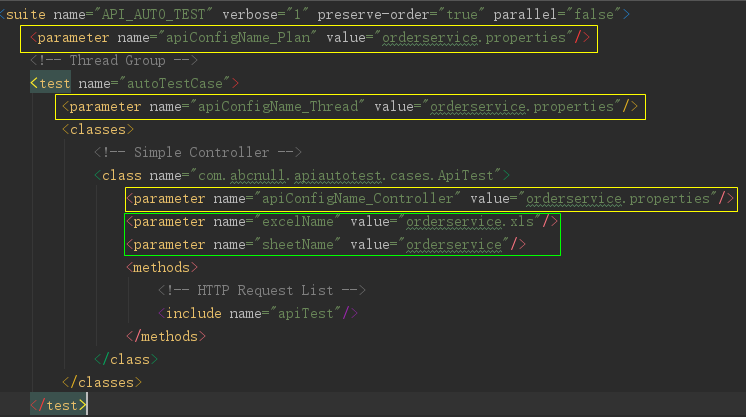 <suite name="API_AUTO_TEST" verbose="1" preserve-order="true" parallel="false">
<parameter name="apiConfigName_Plan" value="orderservice.properties"/>
<!-- Thread Group -->
<test name="autoTestCase">
<parameter name="apiConfigName_Thread" value="orderservice.properties"/>
<classes>
<!-- Simple Controller -->
<class name="com.abcnull.apiautotest.cases.ApiTest">
<parameter name="apiConfigName_Controller" value="orderservice.properties"/>
<parameter name="excelName" value="orderservice.xls"/>
<parameter name="sheetName" value="orderservice"/>
<methods>
<!-- HTTP Request List -->
<include name="apiTest"/>
</methods>
</class>
</classes>
</test>